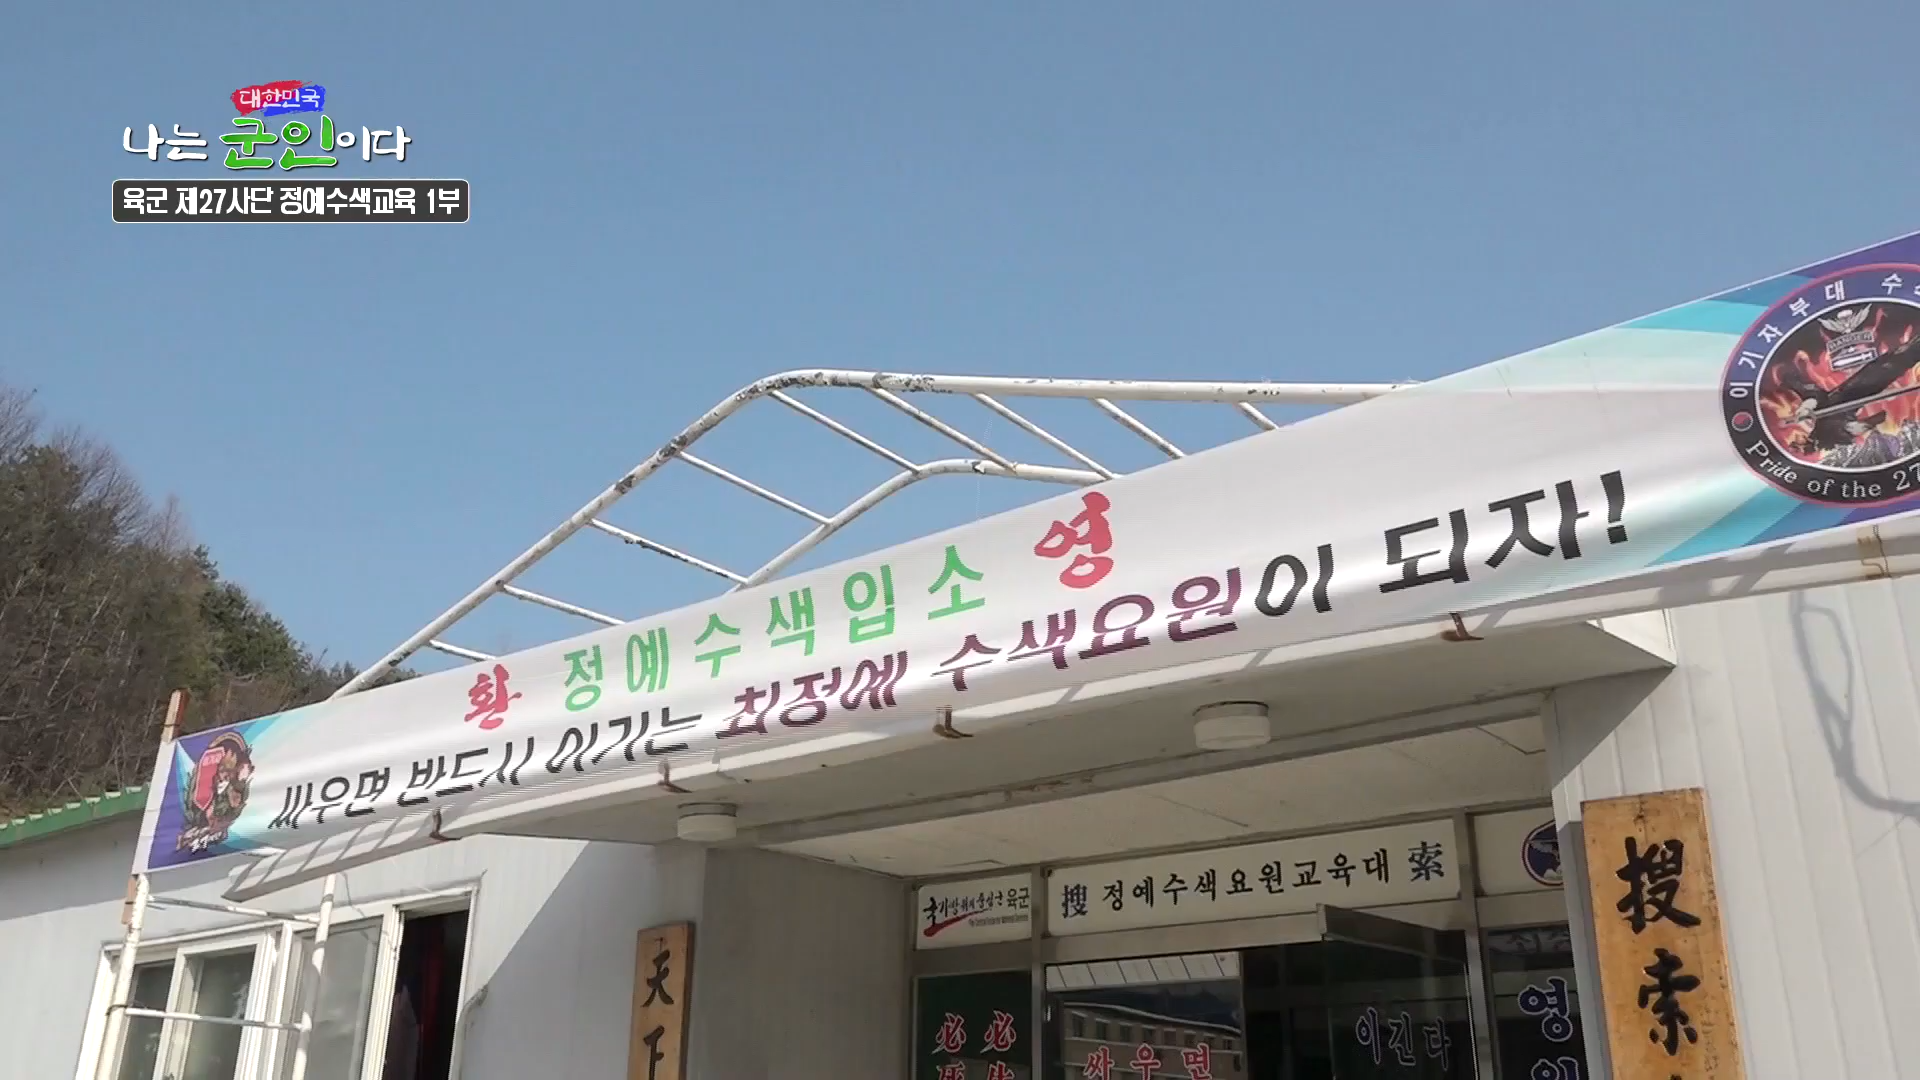 대한민국
나는 군인이다
육군 제27사단 정예수색교육 1부
환 정예수색입소 영
싸우면 반드시 이기는 최정예 수색요원이 되자!
이기자부대 수
RANGER
Pride of the 27
육군
搜 정예수색요원교육대 索
天下
搜索
必 必
싸우면
이긴다
영